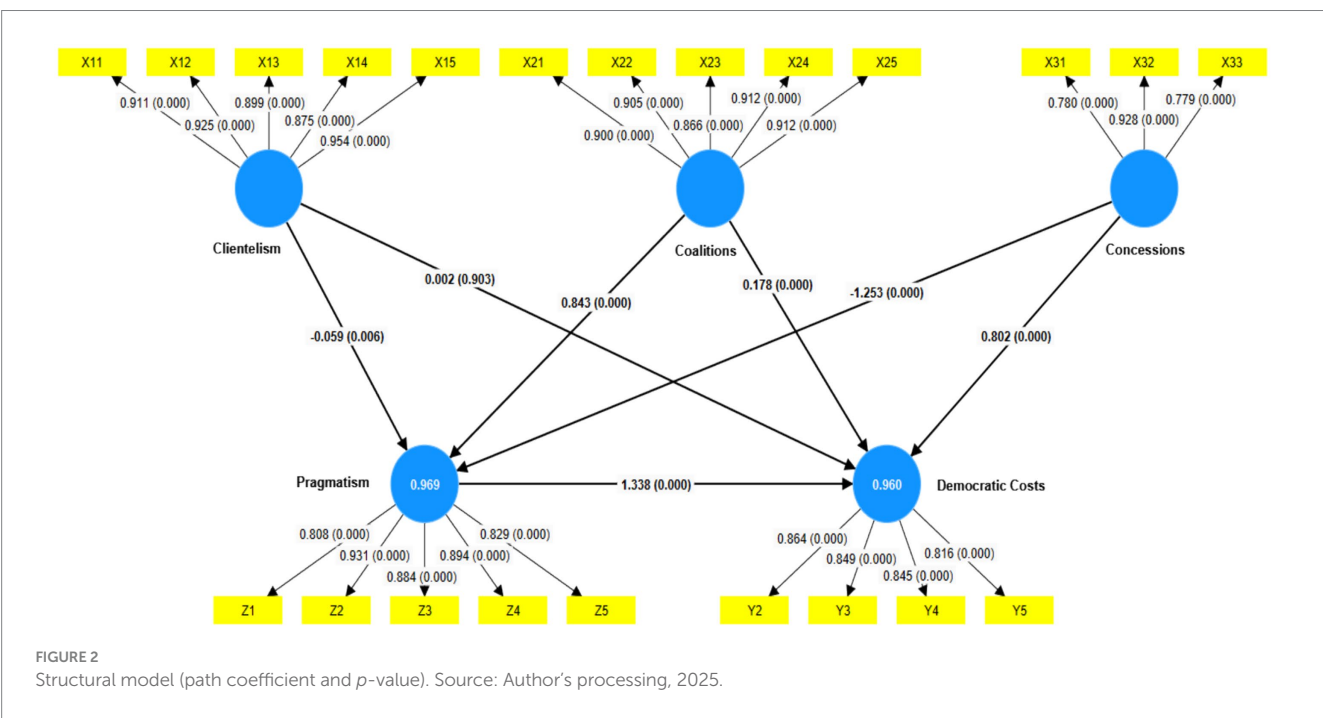 X11 X12 X13 X14 X15 X21 X22 X23 X24 X25 X31 X32 X33
0.911 (0.000) 0.899 (0.000) 0.905 (0.000) 0.912 (0.000) 0.780 (0.000) 0.779 (0.000)
0.925 (0.000) 0.875 (0.000) 0.866 (0.000) 0.912 (0.000) 0.928 (0.000)
0.954 (0.000) 0.900 (0.000)
Clientelism Coalitions Concessions
0.002 (0.903) 0.843 (0.000) 0.178 (0.000) -1.253 (0.000)
-0.059 (0.006) 0.802 (0.000)
Pragmatism 0.969 1.338 (0.000) 0.960 Democratic Costs
0.808 (0.000) 0.829 (0.000) 0.864 (0.000) 0.816 (0.000)
0.931 (0.000) 0.894 (0.000) 0.849 (0.000)
0.884 (0.000) 0.845 (0.000)
Z1 Z2 Z3 Z4 Z5 Y2 Y3 Y4 Y5
FIGURE 2
Structural model (path coefficient and p-value). Source: Author's processing, 2025.